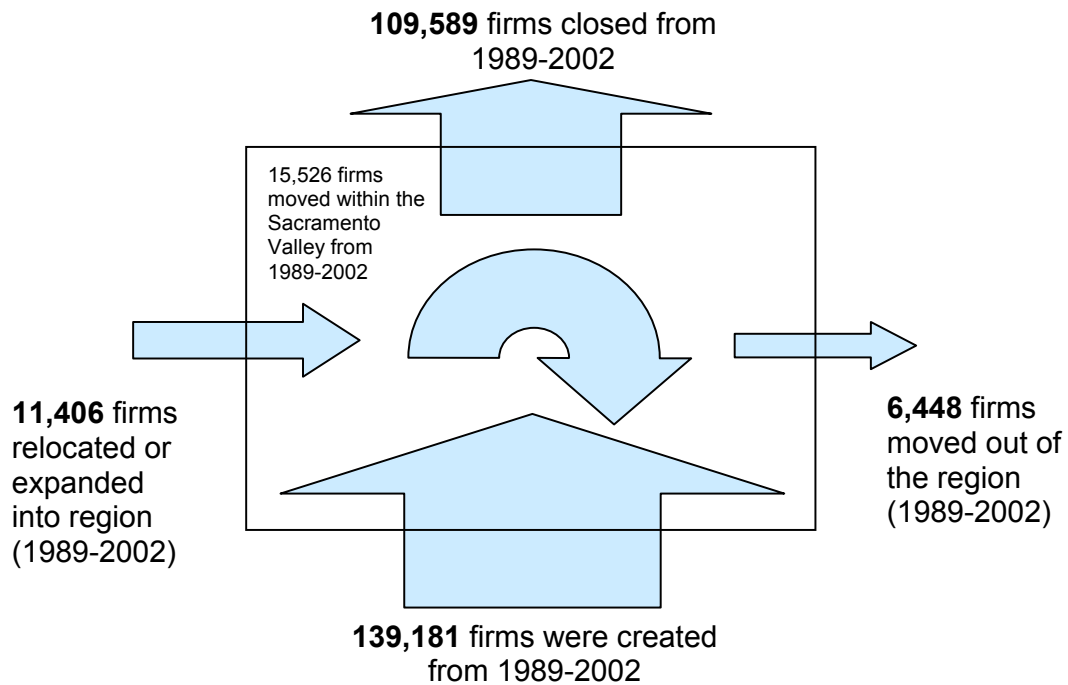 109,589 firms closed from
1989-2002
15,526 firms
moved within the
Sacramento
Valley from
1989-2002
11,406 firms
relocated or
expanded
into region
(1989-2002)
6,448 firms
moved out of
the region
(1989-2002)
139,181 firms were created
from 1989-2002